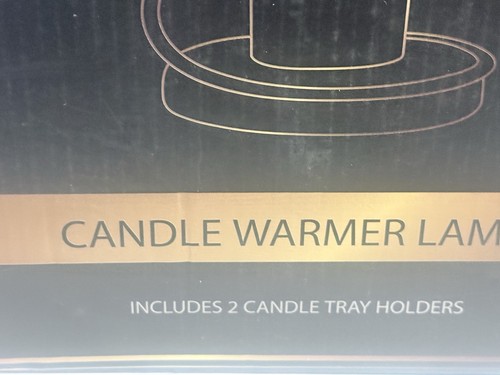 CANDLE WARMER LAM
INCLUDES 2 CANDLE TRAY HOLDERS